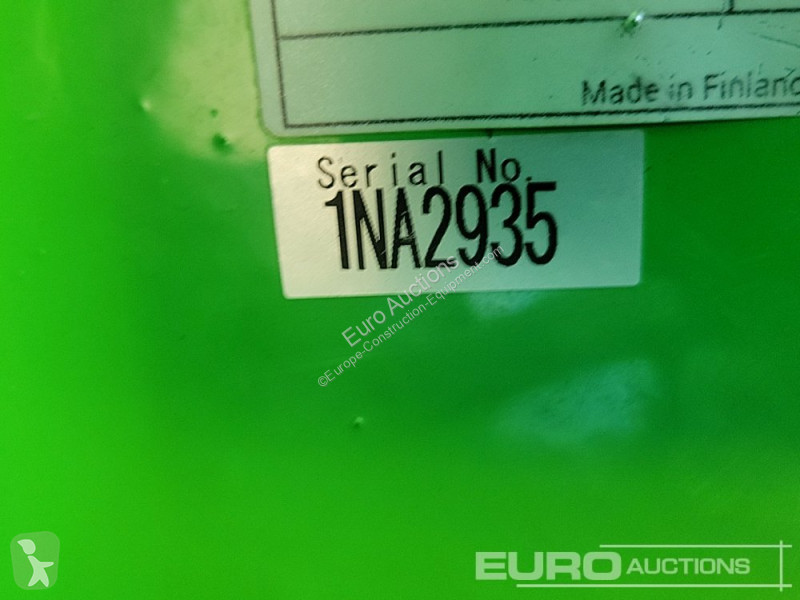 Made in Finland
Serial No.
1NA2935
Euro Auctions
©Europe-Construction-Equipment.com
EURO AUCTIONS